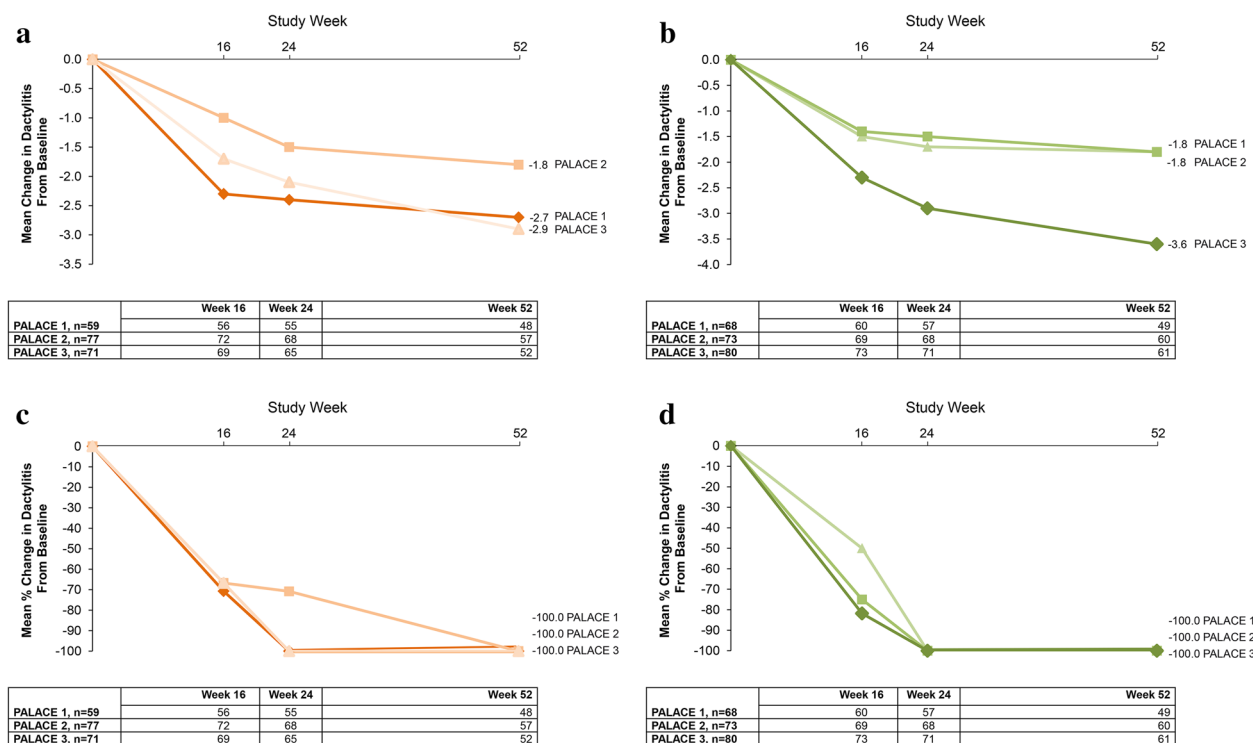 a
Study Week
16 24 52
Mean Change in Dactylitis
From Baseline
0.0
-0.5
-1.0
-1.5
-2.0
-2.5
-3.0
-3.5
-1.8 PALACE 2
-2.7 PALACE 1
-2.9 PALACE 3
Week 16 Week 24 Week 52
PALACE 1, n=59 56 55 48
PALACE 2, n=77 72 68 57
PALACE 3, n=71 69 65 52
b
Study Week
16 24 52
Mean Change in Dactylitis
From Baseline
0.0
-0.5
-1.0
-1.5
-2.0
-2.5
-3.0
-3.5
-4.0
-1.8 PALACE 1
-1.8 PALACE 2
-3.6 PALACE 3
Week 16 Week 24 Week 52
PALACE 1, n=68 60 57 49
PALACE 2, n=73 69 68 60
PALACE 3, n=80 73 71 61
c
Study Week
16 24 52
Mean % Change in Dactylitis
From Baseline
0
-10
-20
-30
-40
-50
-60
-70
-80
-90
-100
-100.0 PALACE 1
-100.0 PALACE 2
-100.0 PALACE 3
Week 16 Week 24 Week 52
PALACE 1, n=59 56 55 48
PALACE 2, n=77 72 68 57
PALACE 3, n=71 69 65 52
d
Study Week
16 24 52
Mean % Change in Dactylitis
From Baseline
0
-10
-20
-30
-40
-50
-60
-70
-80
-90
-100
-100.0 PALACE 1
-100.0 PALACE 2
-100.0 PALACE 3
Week 16 Week 24 Week 52
PALACE 1, n=68 60 57 49
PALACE 2, n=73 69 68 60
PALACE 3, n=80 73 71 61